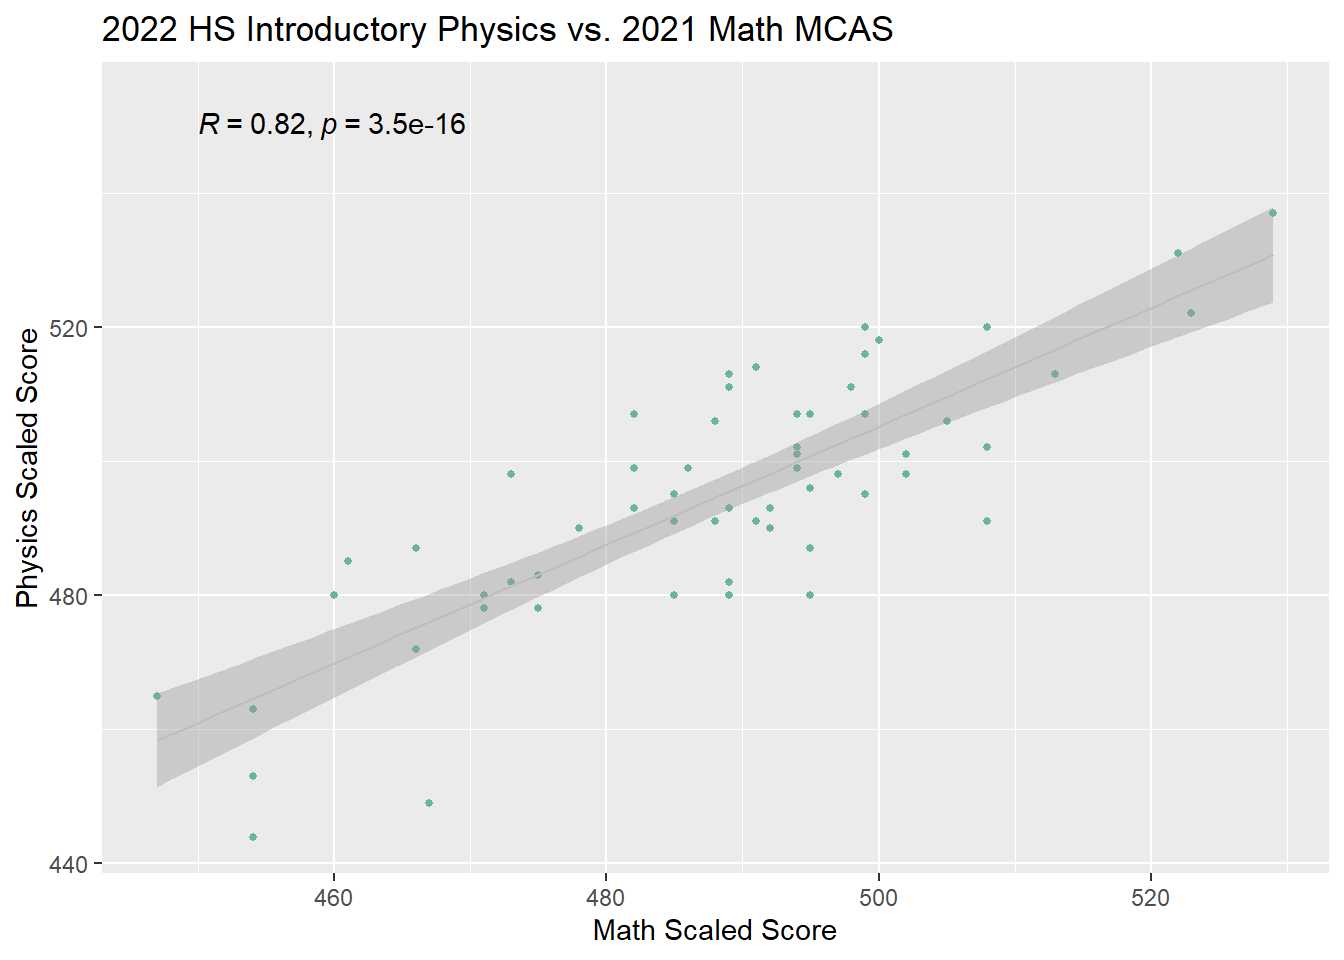 2022 HS Introductory Physics vs. 2021 Math MCAS
R = 0.82, p = 3.5e-16
Physics Scaled Score
520
480
440
460 480 500 520
Math Scaled Score